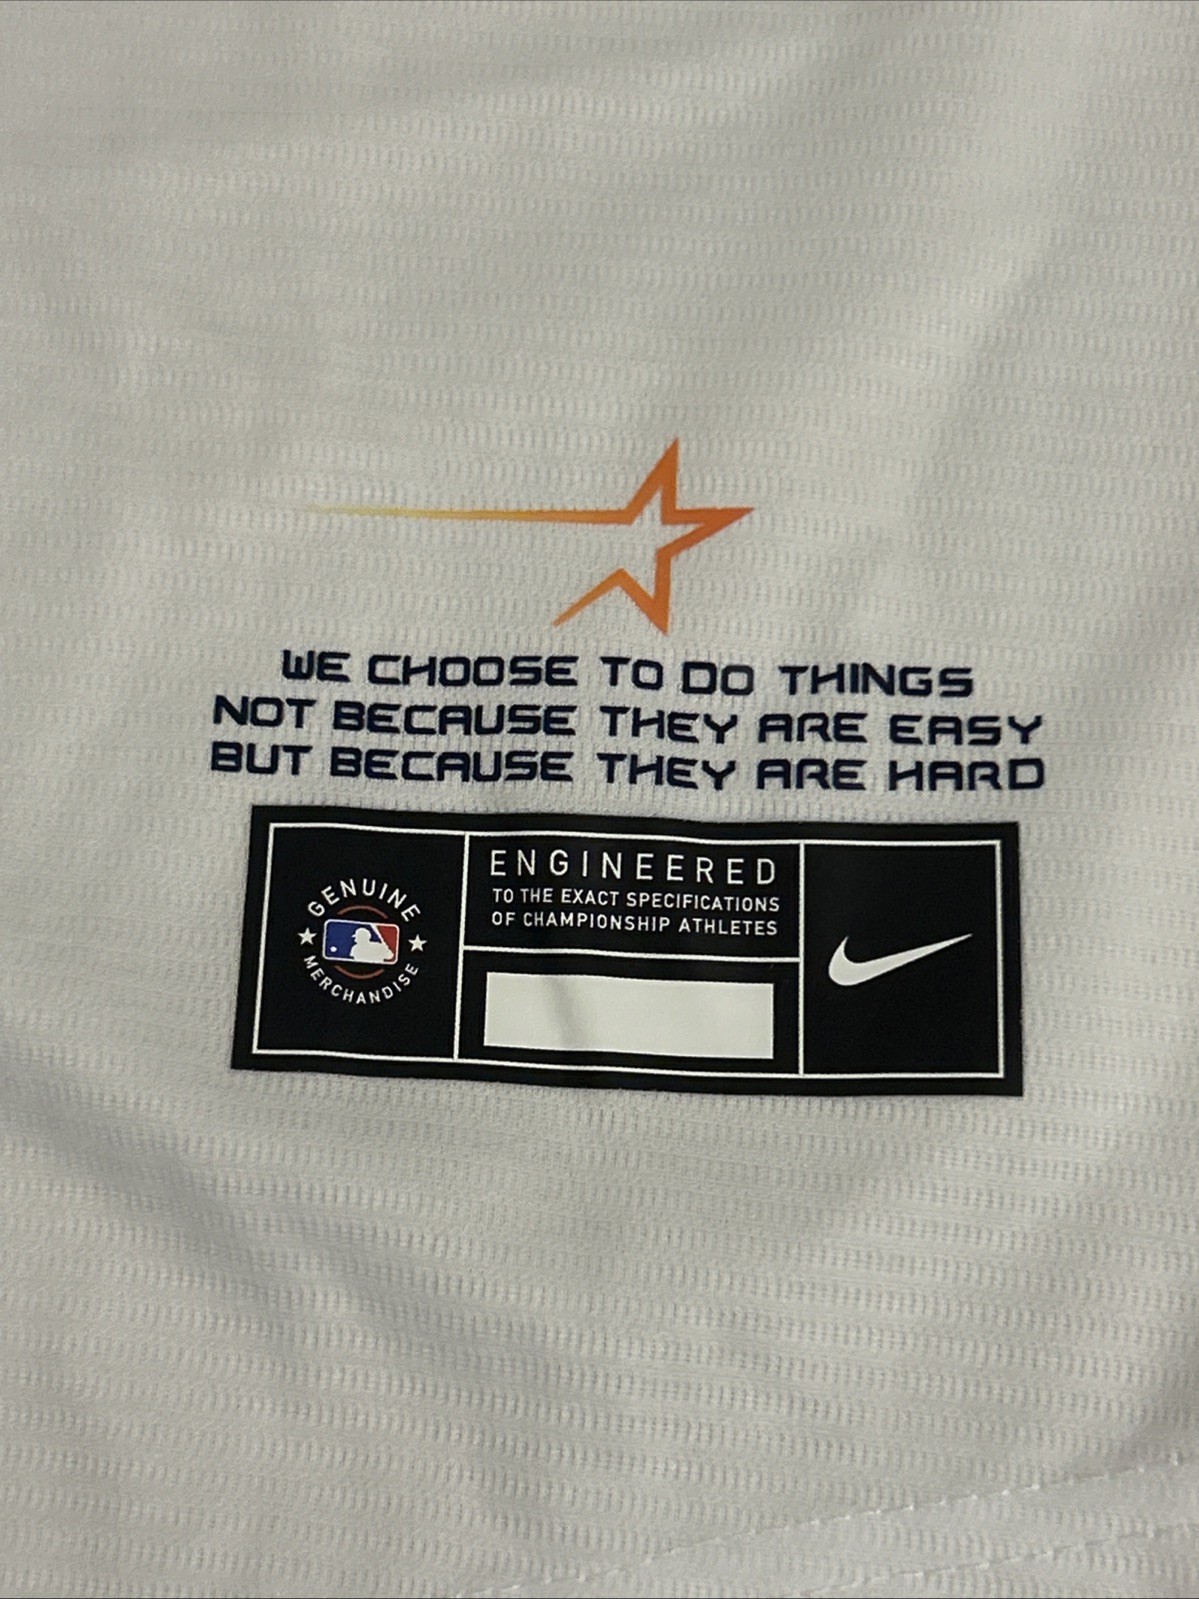 WE CHOOSE TO DO THINGS
NOT BECAUSE THEY ARE EASY
BUT BECAUSE THEY ARE HARD
GENUINE
MERCHANDISE
ENGINEERED
TO THE EXACT SPECIFICATIONS
OF CHAMPIONSHIP ATHLETES